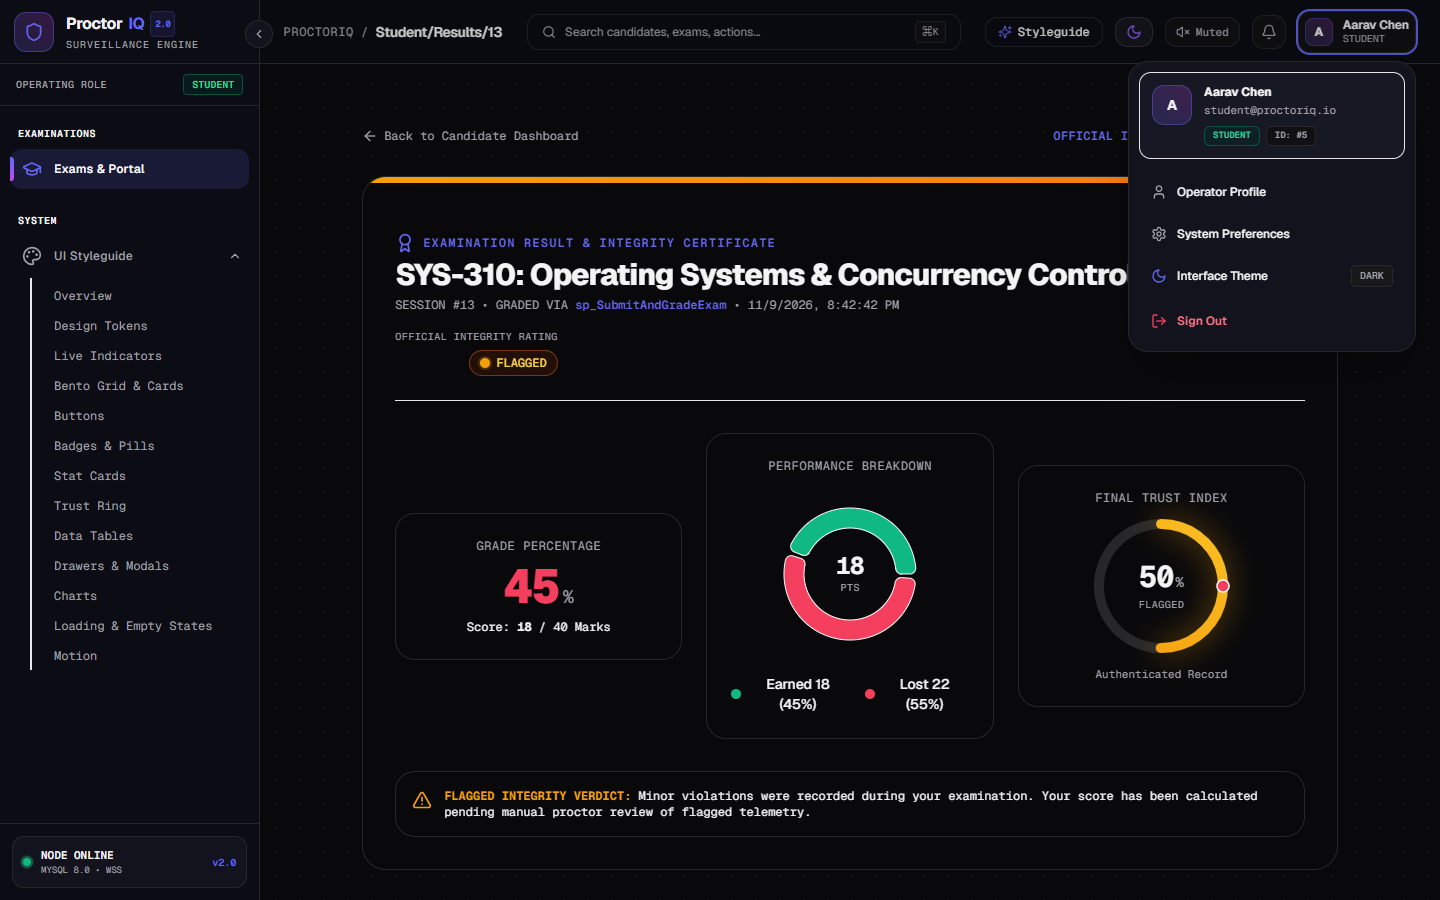 Proctor IQ 2.0
SURVEILLANCE ENGINE
OPERATING ROLE
STUDENT
EXAMINATIONS
Exams & Portal
SYSTEM
UI Styleguide
Overview
Design Tokens
Live Indicators
Bento Grid & Cards
Buttons
Badges & Pills
Stat Cards
Trust Ring
Data Tables
Drawers & Modals
Charts
Loading & Empty States
Motion
NODE ONLINE
MYSQL 8.0 • WSS
v2.0
PROCTORIQ / Student/Results/13
Search candidates, exams, actions…
⌘K
Styleguide
Muted
A
Aarav Chen
STUDENT
A
Aarav Chen
student@proctoriq.io
STUDENT
ID: #5
Operator Profile
System Preferences
Interface Theme
DARK
Sign Out
Back to Candidate Dashboard
OFFICIAL
EXAMINATION RESULT & INTEGRITY CERTIFICATE
SYS-310: Operating Systems & Concurrency Contro
SESSION #13 • GRADED VIA sp_SubmitAndGradeExam • 11/9/2026, 8:42:42 PM
OFFICIAL INTEGRITY RATING
FLAGGED
GRADE PERCENTAGE
45%
Score: 18 / 40 Marks
PERFORMANCE BREAKDOWN
18
PTS
Earned 18
(45%)
Lost 22
(55%)
FINAL TRUST INDEX
50%
FLAGGED
Authenticated Record
FLAGGED INTEGRITY VERDICT: Minor violations were recorded during your examination. Your score has been calculated
pending manual proctor review of flagged telemetry.